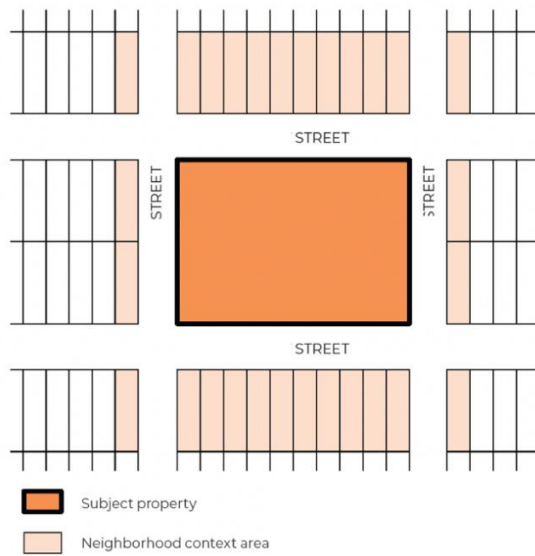 STREET
STREET
STREET
STREET
Subject property
Neighborhood context area